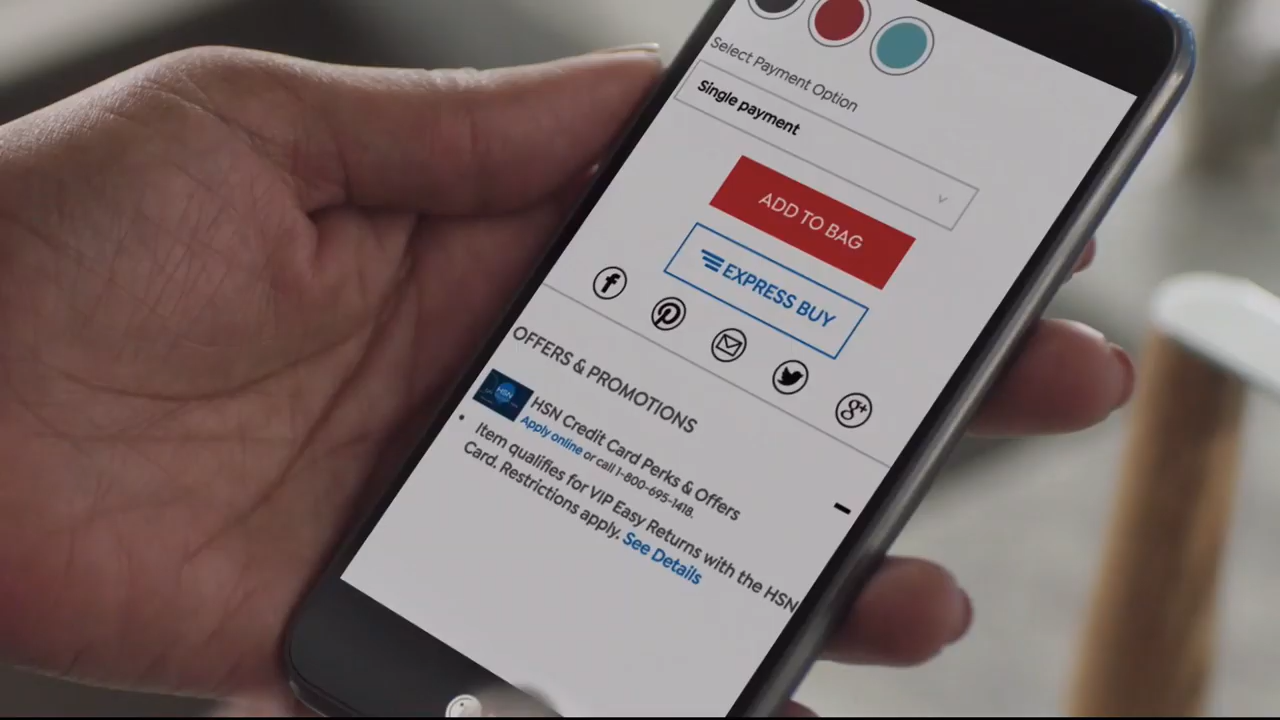 Select Payment Option
Single payment
ADD TO BAG
EXPRESS BUY
OFFERS & PROMOTIONS
HSN
HSN Credit Card Perks & Offers
Apply online or call 1-800-695-1418.
Item qualifies for VIP Easy Returns with the HSN
Card. Restrictions apply. See Details